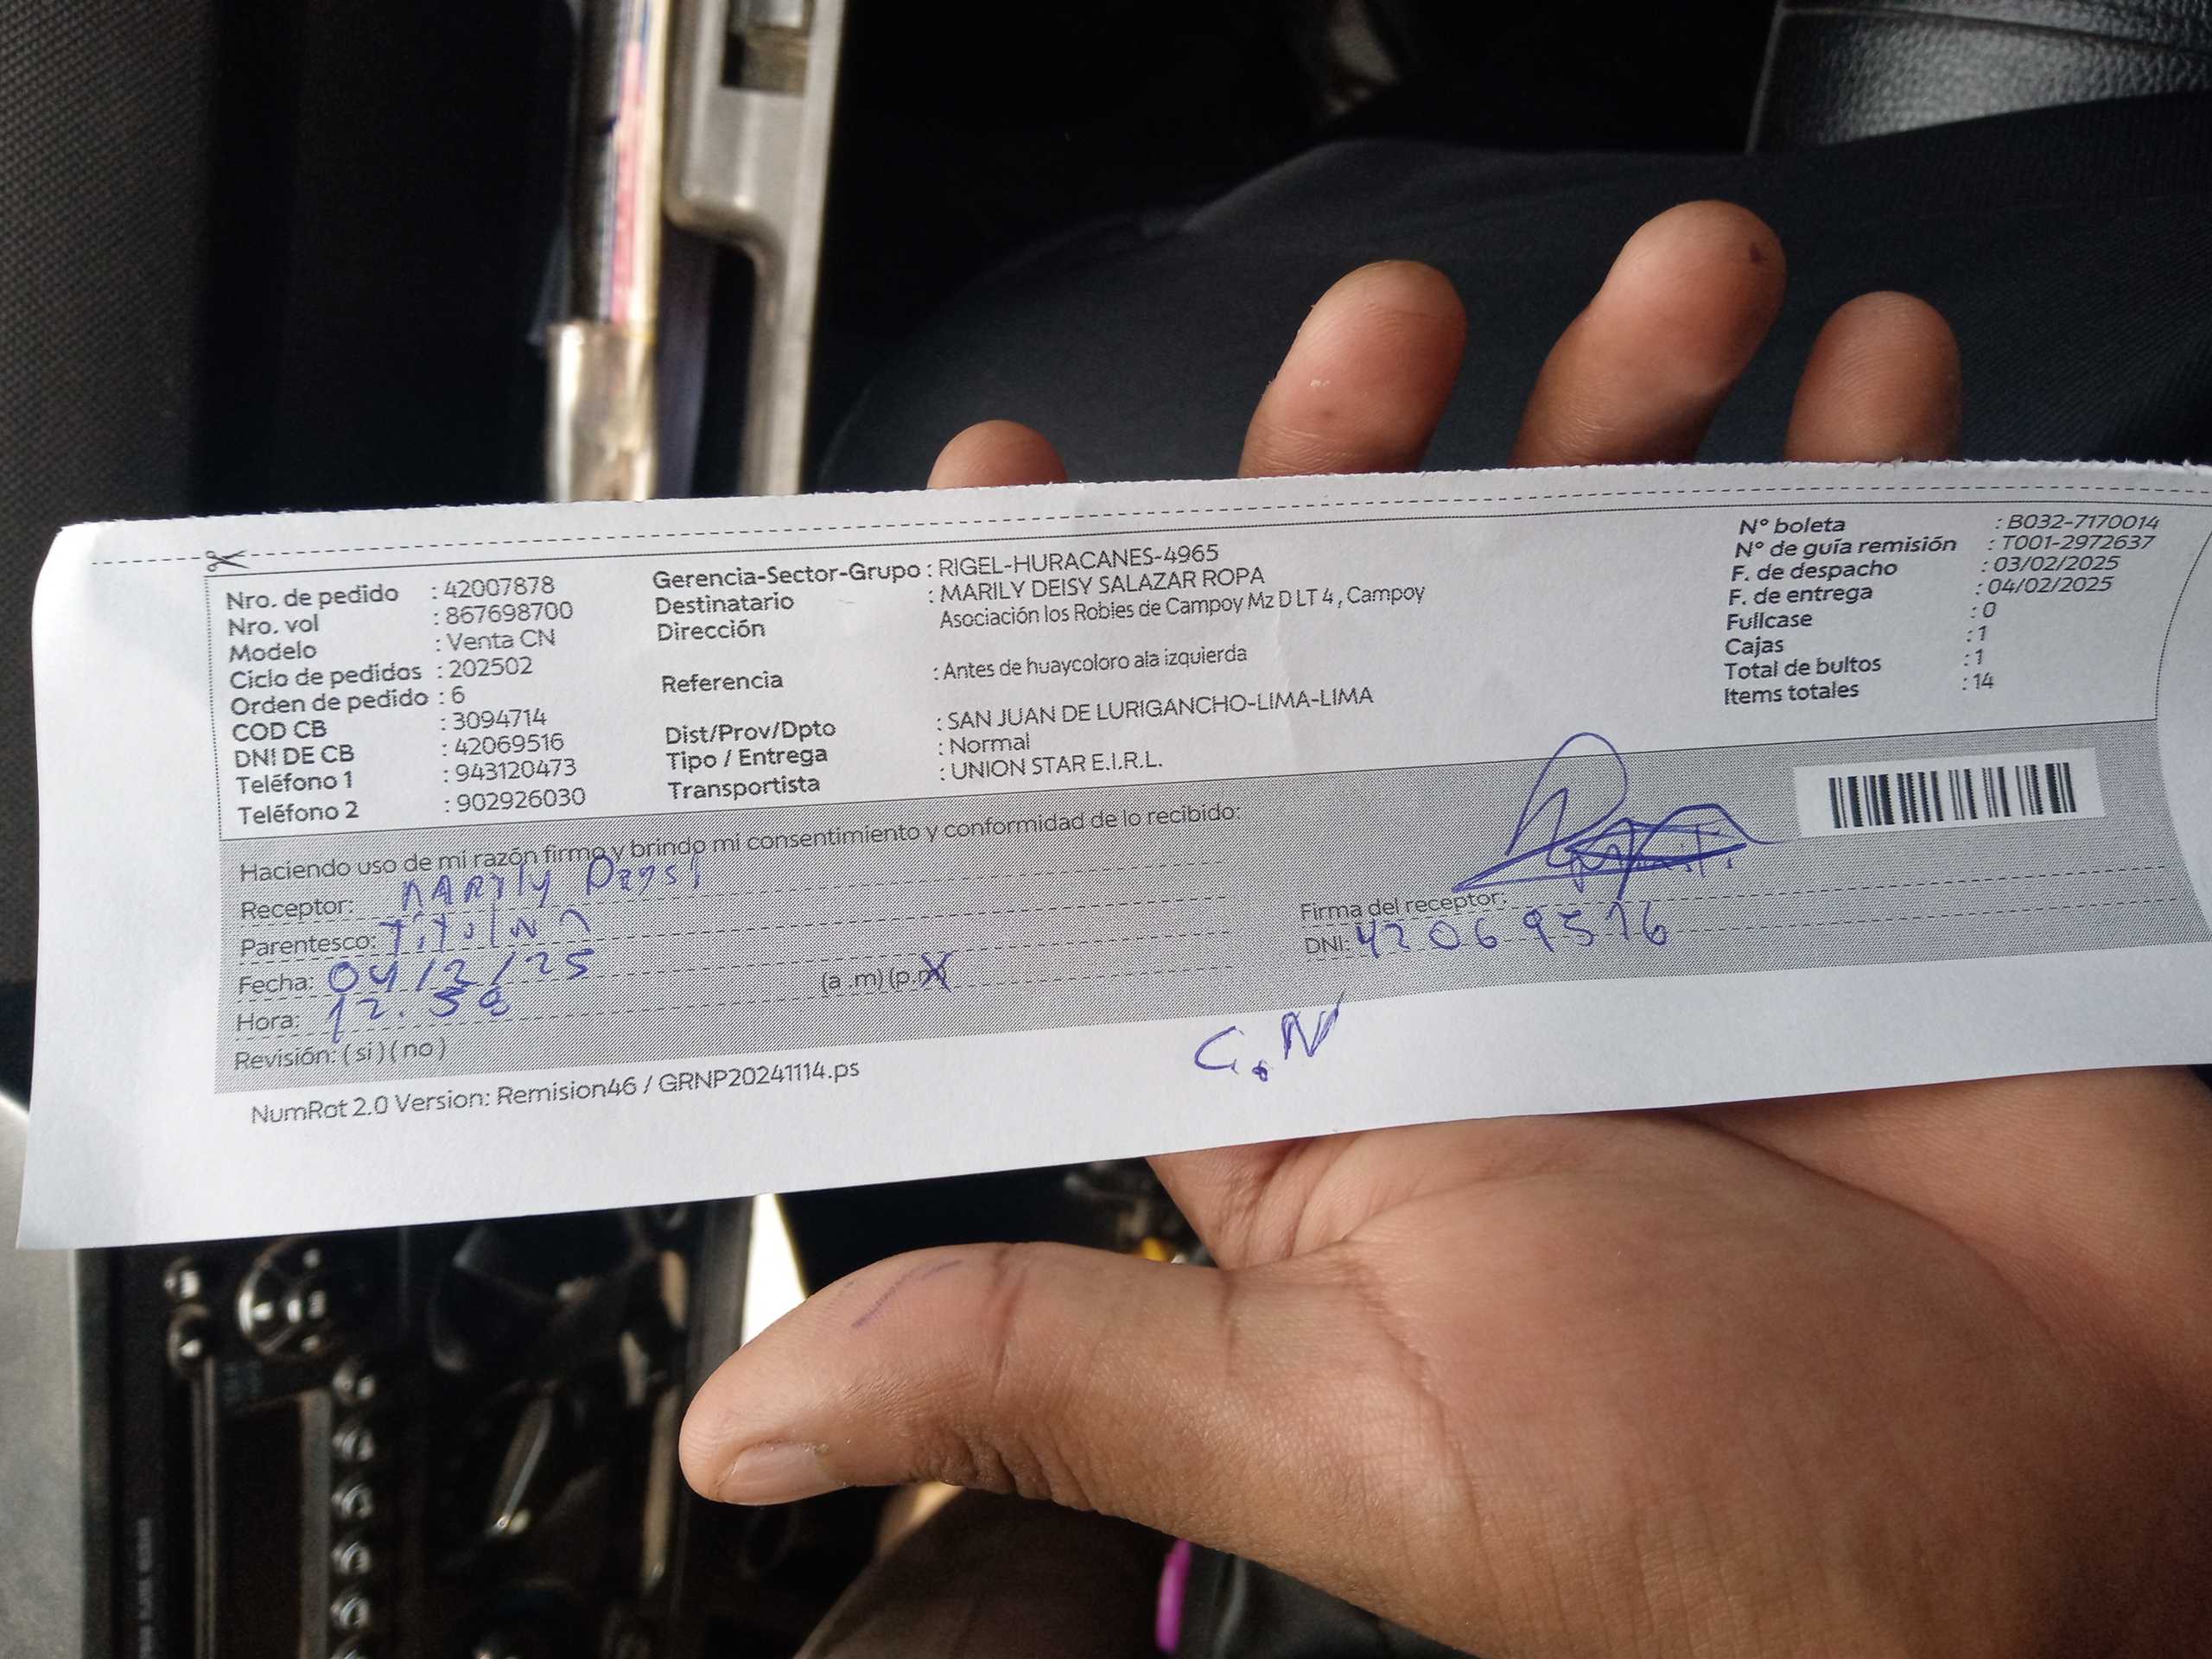 Nro. de pedido : 42007878
Nro. vol : 867698700
Modelo : Venta CN
Ciclo de pedidos : 202502
Orden de pedido : 6
COD CB : 3094714
DNI DE CB : 42069516
Teléfono 1 : 943120473
Teléfono 2 : 902926030
Gerencia-Sector-Grupo : RIGEL-HURACANES-4965
Destinatario : MARILY DEISY SALAZAR ROPA
Dirección Asociación los Robles de Campoy Mz D LT 4 , Campoy
Referencia : Antes de huaycoloro ala izquierda
Dist/Prov/Dpto : SAN JUAN DE LURIGANCHO-LIMA-LIMA
Tipo / Entrega : Normal
Transportista : UNION STAR E.I.R.L.
N° boleta : B032-7170014
N° de guía remisión : T001-2972637
F. de despacho : 03/02/2025
F. de entrega : 04/02/2025
Fullcase : 0
Cajas : 1
Total de bultos : 1
Items totales : 14
Haciendo uso de mi razón firmo y brindo mi consentimiento y conformidad de lo recibido:
Receptor: MARily
Parentesco:
Fecha: 04/2/25
Hora: 12.58 (a .m) (p.m)
Revisión: ( si ) ( no )
Firma del receptor:
DNI: 42069516
C.N
NumRot 2.0 Version: Remision46 / GRNP20241114.ps